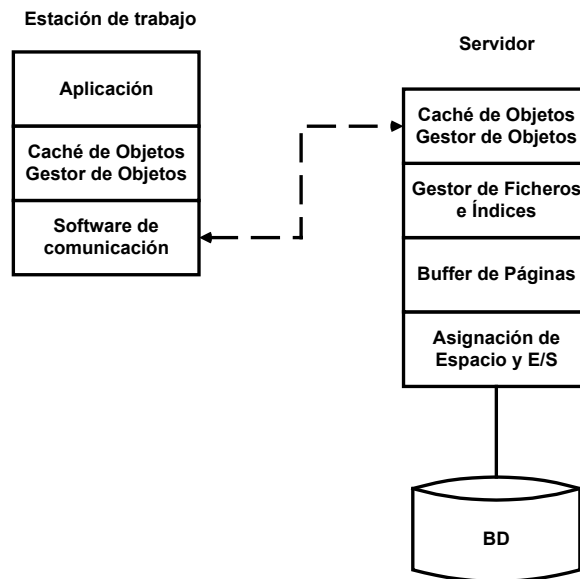 Estación de trabajo
Aplicación
Caché de Objetos
Gestor de Objetos
Software de
comunicación
Servidor
Caché de Objetos
Gestor de Objetos
Gestor de Ficheros
e Índices
Buffer de Páginas
Asignación de
Espacio y E/S
BD